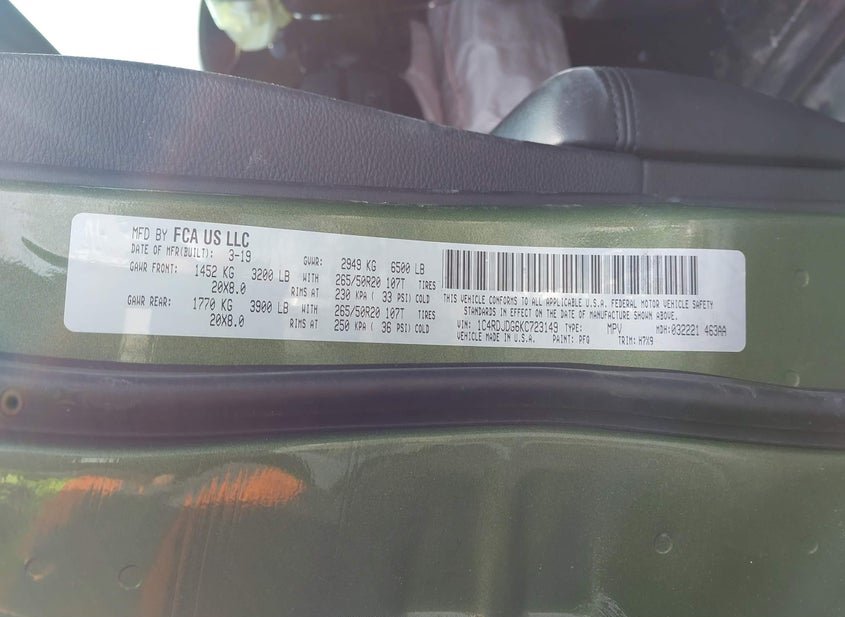 MFD BY FCA US LLC
DATE OF MFR(BUILT): 3-19 GVWR: 2949 KG 6500 LB
GAWR FRONT: 1452 KG 3200 LB WITH 265/50R20 107T TIRES
20X8.0 RIMS AT 230 KPA ( 33 PSI) COLD
GAWR REAR: 1770 KG 3900 LB WITH 265/50R20 107T TIRES
20X8.0 RIMS AT 250 KPA ( 36 PSI) COLD
THIS VEHICLE CONFORMS TO ALL APPLICABLE U.S.A. FEDERAL MOTOR VEHICLE SAFETY
STANDARDS IN EFFECT ON THE DATE OF MANUFACTURE SHOWN ABOVE.
VIN: 1C4RDJDG6KC723149 TYPE: MPV MDH: 032221 463AA
VEHICLE MADE IN U.S.A. PAINT: PFQ TRIM: H7X9